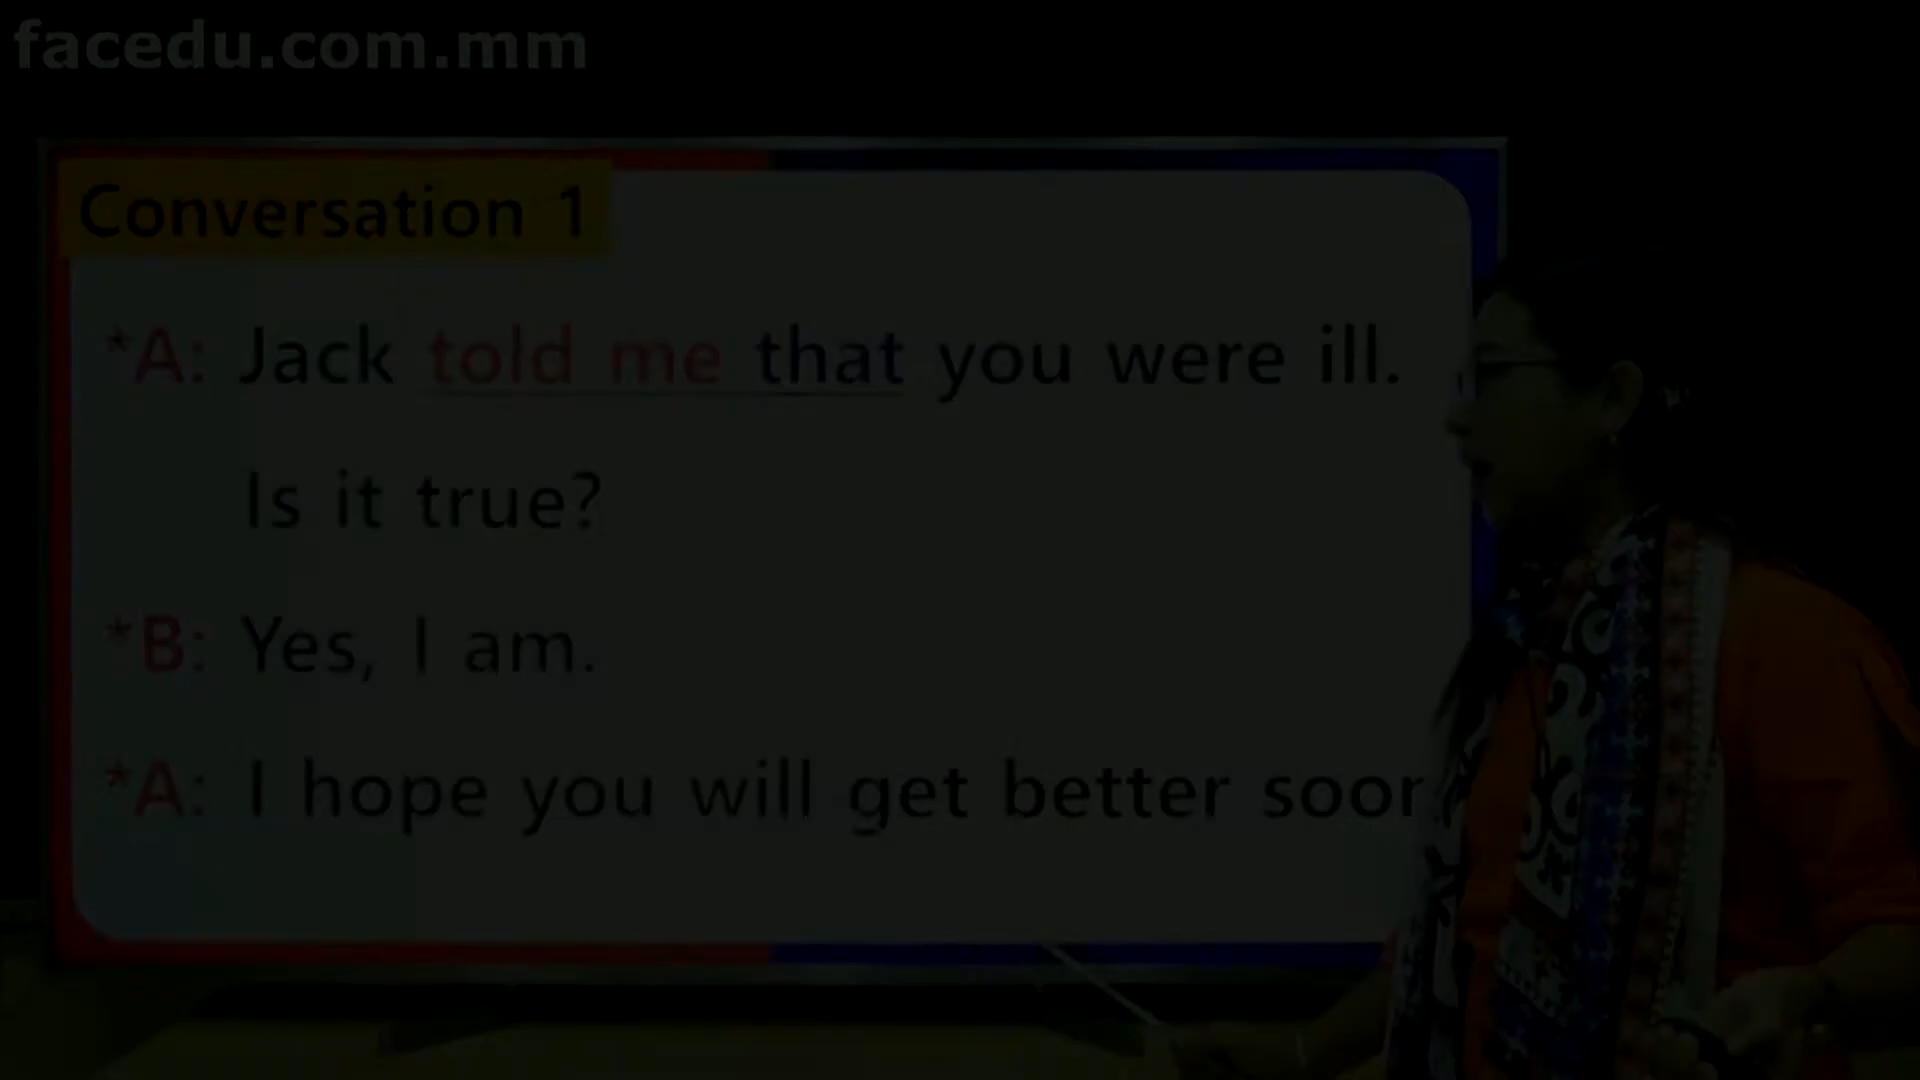 facedu.com.mm
Conversation 1
*A: Jack told me that you were ill.
Is it true?
*B: Yes, I am.
*A: I hope you will get better